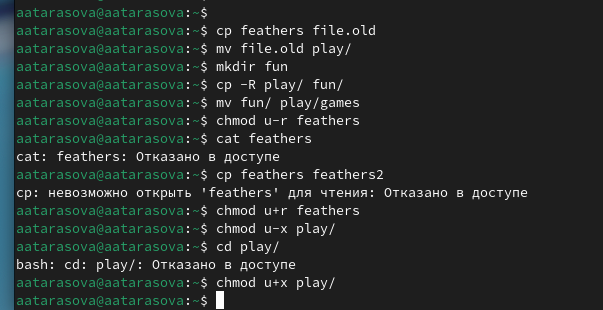 aatarasova@aatarasova:~$
aatarasova@aatarasova:~$ cp feathers file.old
aatarasova@aatarasova:~$ mv file.old play/
aatarasova@aatarasova:~$ mkdir fun
aatarasova@aatarasova:~$ cp -R play/ fun/
aatarasova@aatarasova:~$ mv fun/ play/games
aatarasova@aatarasova:~$ chmod u-r feathers
aatarasova@aatarasova:~$ cat feathers
cat: feathers: Отказано в доступе
aatarasova@aatarasova:~$ cp feathers feathers2
cp: невозможно открыть 'feathers' для чтения: Отказано в доступе
aatarasova@aatarasova:~$ chmod u+r feathers
aatarasova@aatarasova:~$ chmod u-x play/
aatarasova@aatarasova:~$ cd play/
bash: cd: play/: Отказано в доступе
aatarasova@aatarasova:~$ chmod u+x play/
aatarasova@aatarasova:~$